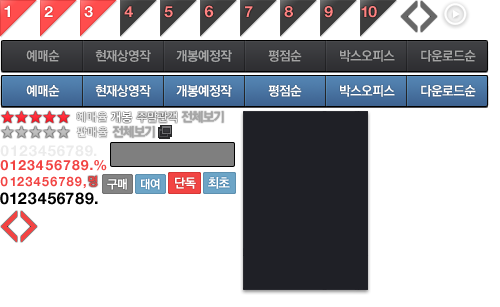 1 2 3 4 5 6 7 8 9 10
예매순 현재상영작 개봉예정작 평점순 박스오피스 다운로드순
예매순 현재상영작 개봉예정작 평점순 박스오피스 다운로드순
예매율 개봉 주말관객 전체보기
판매율 전체보기
0123456789.
0123456789.%
0123456789,명
구매 대여 단독 최초
0123456789.